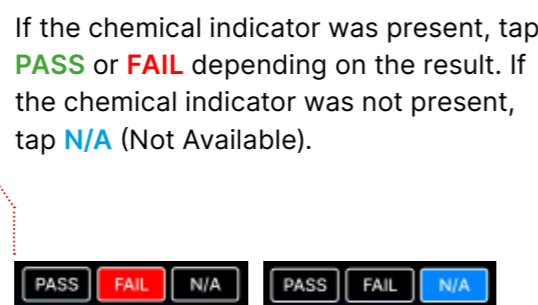 If the chemical indicator was present, tap
PASS or FAIL depending on the result. If
the chemical indicator was not present,
tap N/A (Not Available).
PASS FAIL N/A PASS FAIL N/A